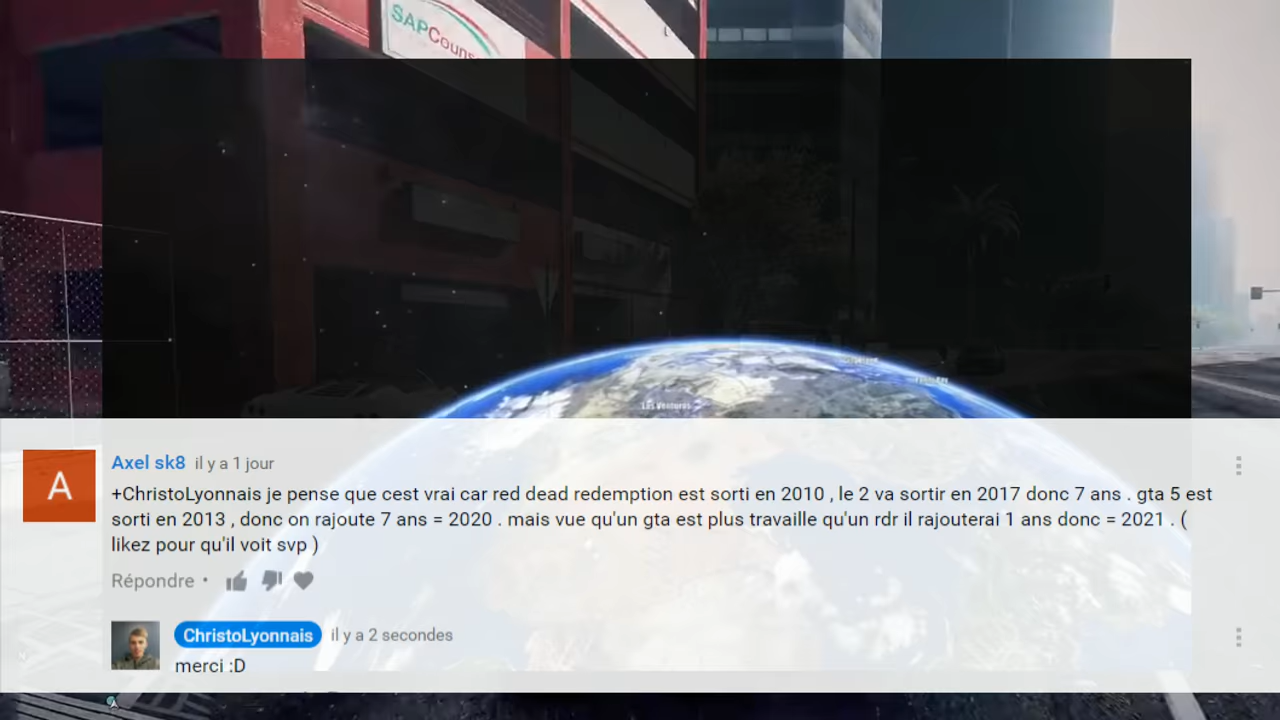 SAPCouns
Las Venturas
Axel sk8 il y a 1 jour
+ChristoLyonnais je pense que cest vrai car red dead redemption est sorti en 2010 , le 2 va sortir en 2017 donc 7 ans . gta 5 est
sorti en 2013 , donc on rajoute 7 ans = 2020 . mais vue qu'un gta est plus travaille qu'un rdr il rajouterai 1 ans donc = 2021 . (
likez pour qu'il voit svp )
Répondre •
ChristoLyonnais il y a 2 secondes
merci :D
A